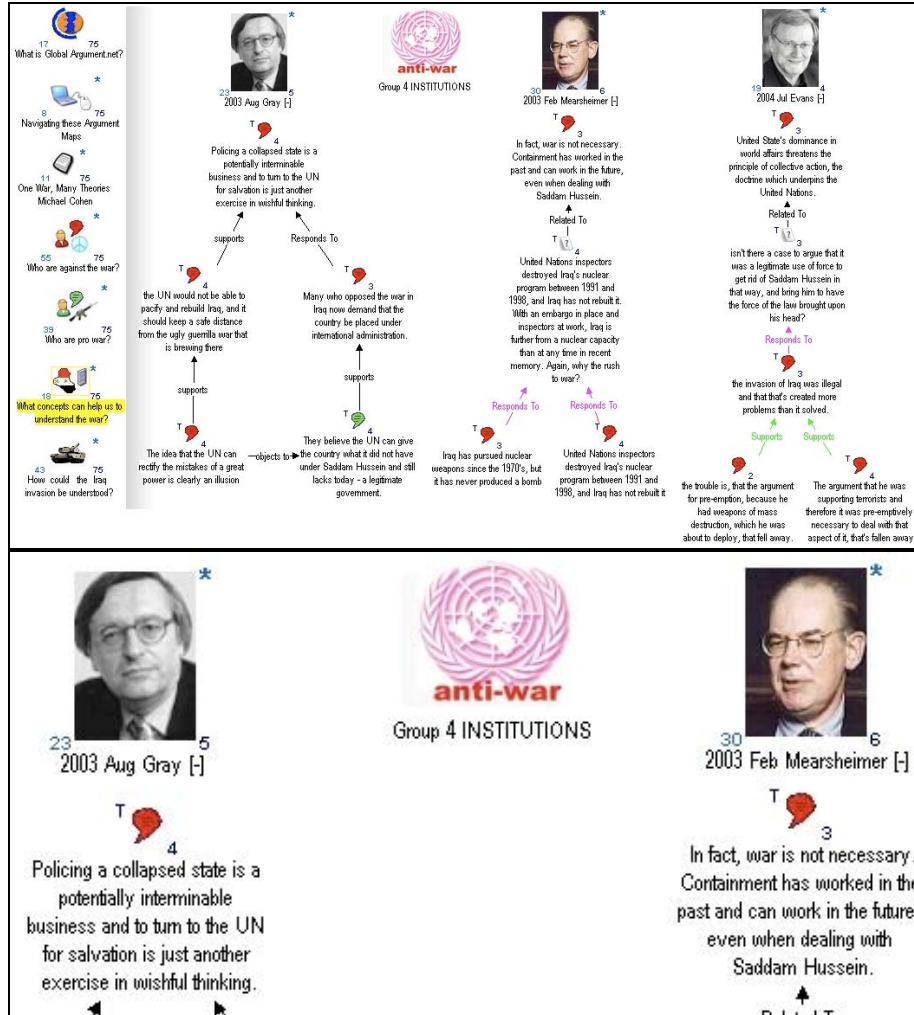 17 75
What is Global Argument.net?
*
8 75
Navigating these Argument
Maps
*
11 75
One War, Many Theories
Michael Cohen
*
55 75
Who are against the war?
*
39 75
Who are pro war?
*
18 75
What concepts can help us to
understand the war?
*
43 75
How could the Iraq
invasion be understood?
*
23 5
2003 Aug Gray [-]
T
4
Policing a collapsed state is a
potentially interminable
business and to turn to the UN
for salvation is just another
exercise in wishful thinking.
supports
Responds To
T
4
the UN would not be able to
pacify and rebuild Iraq, and it
should keep a safe distance
from the ugly guerrilla war that
is brewing there
T
3
Many who opposed the war in
Iraq now demand that the
country be placed under
international administration.
supports
supports
T
4
The idea that the UN can
rectify the mistakes of a great
power is clearly an illusion
objects to
T
4
They believe the UN can give
the country what it did not have
under Saddam Hussein and still
lacks today - a legitimate
government.
anti-war
Group 4 INSTITUTIONS
*
30 6
2003 Feb Mearsheimer [-]
T
3
In fact, war is not necessary.
Containment has worked in the
past and can work in the future,
even when dealing with
Saddam Hussein.
Related To
T ?
4
United Nations inspectors
destroyed Iraq's nuclear
program between 1991 and
1998, and Iraq has not rebuilt it.
With an embargo in place and
inspectors at work, Iraq is
further from a nuclear capacity
than at any time in recent
memory. Again, why the rush
to war?
Responds To
Responds To
T
3
Iraq has pursued nuclear
weapons since the 1970's, but
it has never produced a bomb
T
4
United Nations inspectors
destroyed Iraq's nuclear
program between 1991 and
1998, and Iraq has not rebuilt it
*
19 4
2004 Jul Evans [-]
T
3
United State's dominance in
world affairs threatens the
principle of collective action, the
doctrine which underpins the
United Nations.
Related To
T ?
3
isn't there a case to argue that it
was a legitimate use of force to
get rid of Saddam Hussein in
that way, and bring him to have
the force of the law brought upon
his head?
Responds To
T
3
the invasion of Iraq was illegal
and that that's created more
problems than it solved.
Supports
Supports
T
2
the trouble is, that the argument
for pre-emption, because he
had weapons of mass
destruction, which he was
about to deploy, that fell away.
T
4
The argument that he was
supporting terrorists and
therefore it was pre-emptively
necessary to deal with that
aspect of it, that's fallen away
*
23 5
2003 Aug Gray [-]
T
4
Policing a collapsed state is a
potentially interminable
business and to turn to the UN
for salvation is just another
exercise in wishful thinking.
anti-war
Group 4 INSTITUTIONS
*
30 6
2003 Feb Mearsheimer [-]
T
3
In fact, war is not necessary.
Containment has worked in the
past and can work in the future
even when dealing with
Saddam Hussein.